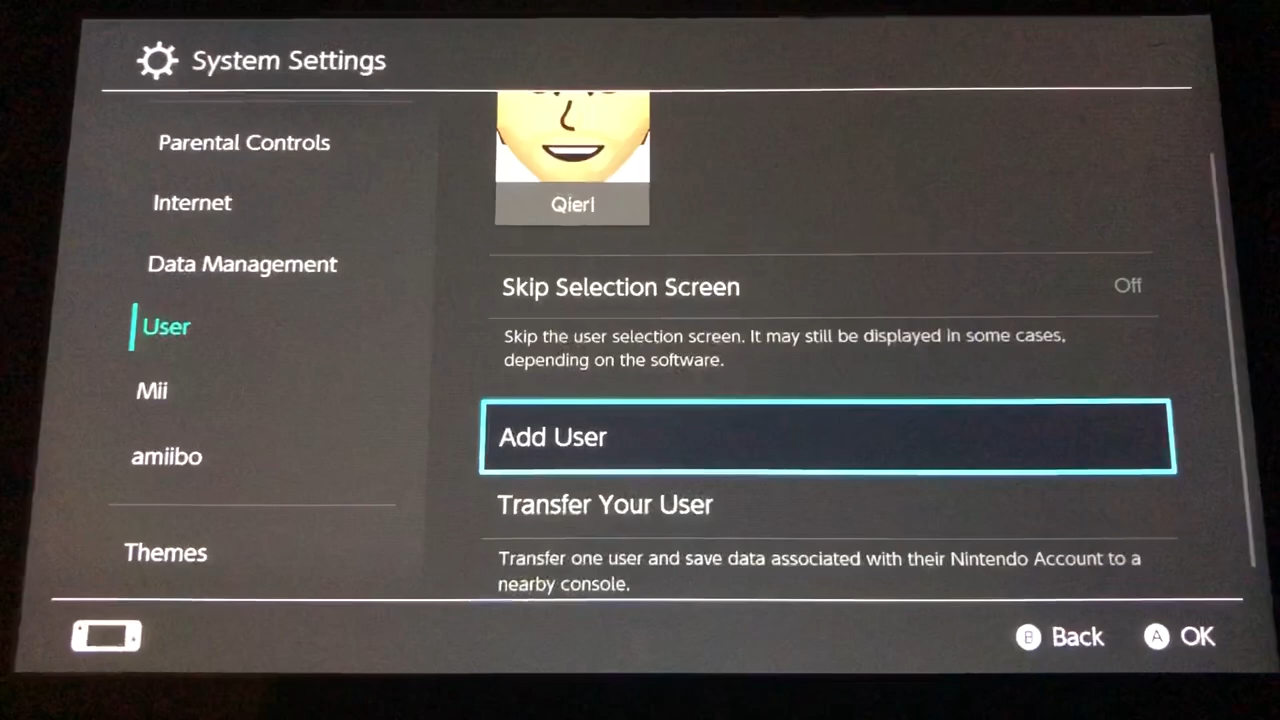 System Settings
Parental Controls
Internet
Data Management
User
Mii
amiibo
Themes
Qierl
Skip Selection Screen Off
Skip the user selection screen. It may still be displayed in some cases,
depending on the software.
Add User
Transfer Your User
Transfer one user and save data associated with their Nintendo Account to a
nearby console.
B Back A OK